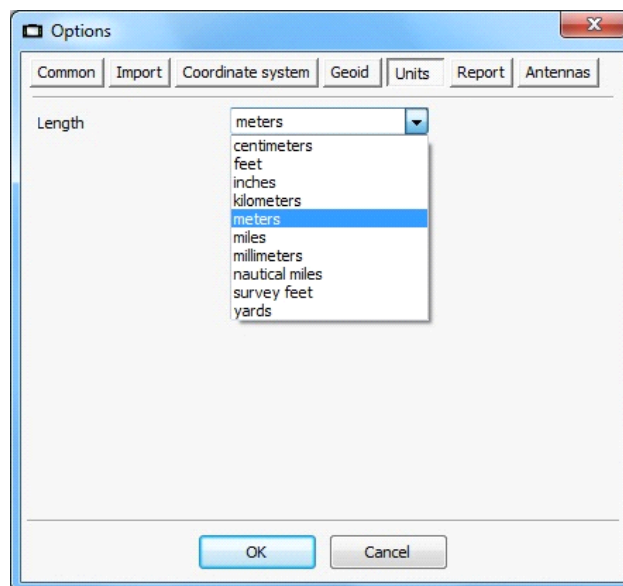 Options
Common Import Coordinate system Geoid Units Report Antennas
Length meters
centimeters
feet
inches
kilometers
meters
miles
millimeters
nautical miles
survey feet
yards
OK Cancel